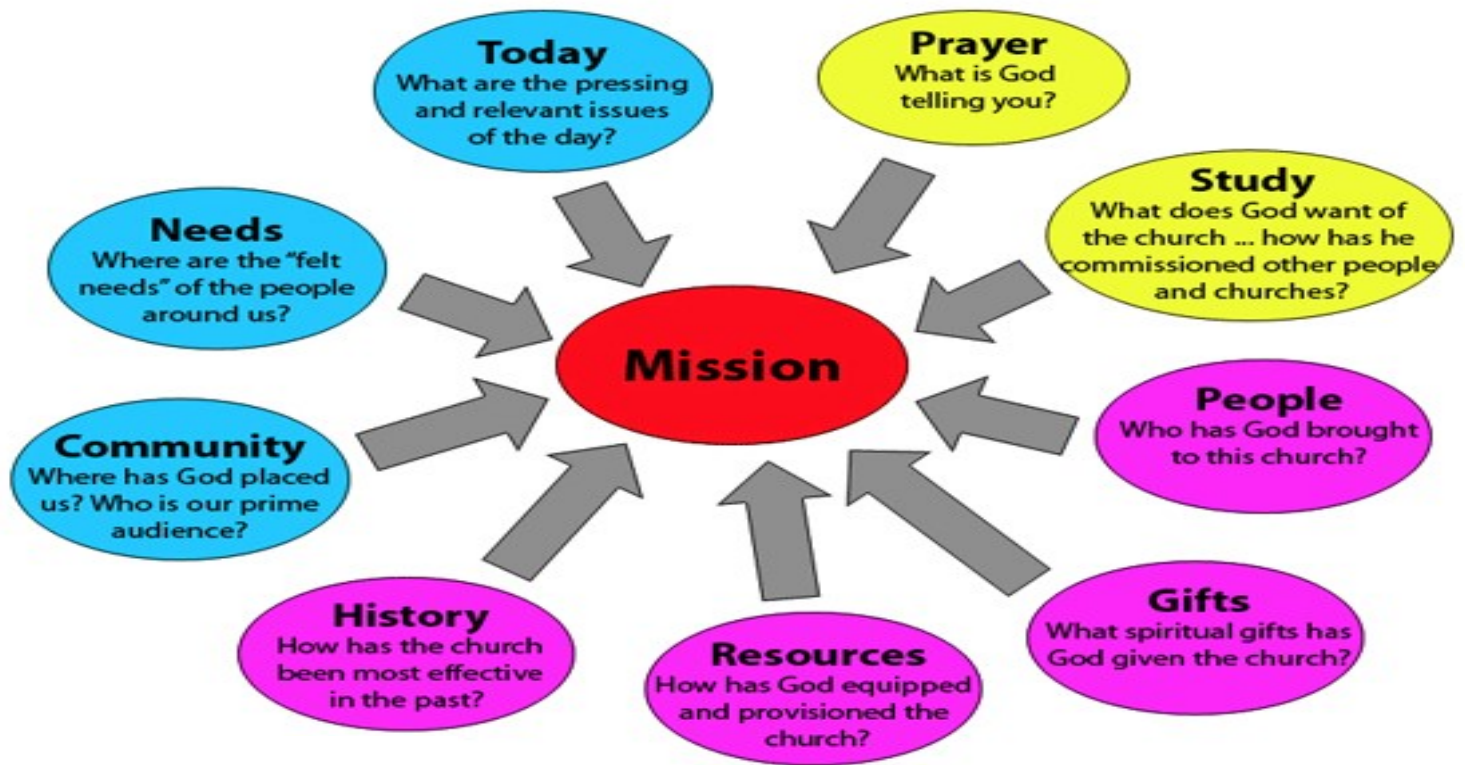 Today
What are the pressing
and relevant issues
of the day?
Prayer
What is God
telling you?
Study
What does God want of
the church ... how has he
commissioned other people
and churches?
Needs
Where are the “felt
needs” of the people
around us?
Mission
People
Who has God brought
to this church?
Community
Where has God placed
us? Who is our prime
audience?
Gifts
What spiritual gifts has
God given the church?
History
How has the church
been most effective
in the past?
Resources
How has God equipped
and provisioned the
church?